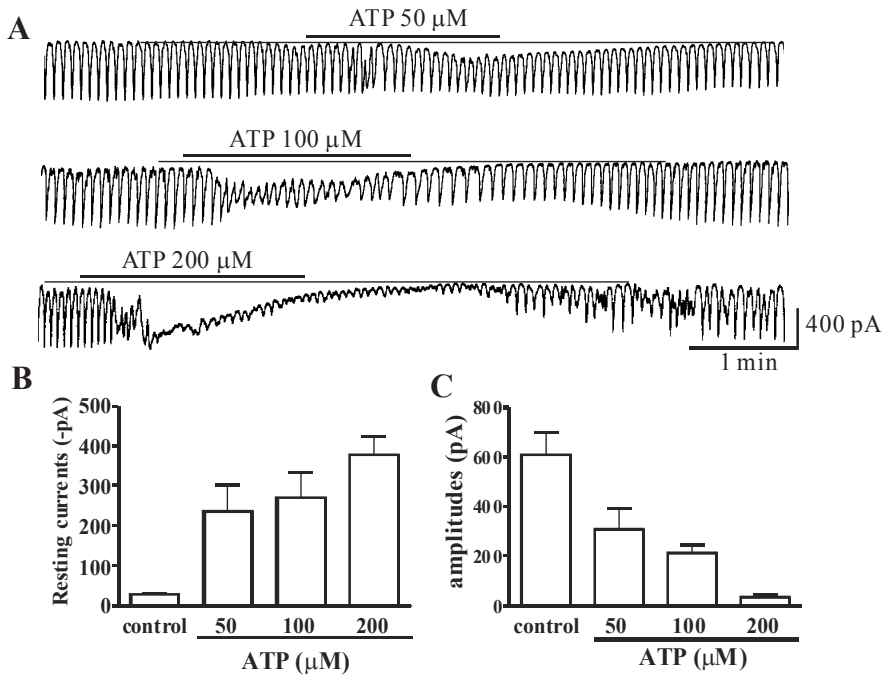 A
ATP 50 μM
ATP 100 μM
ATP 200 μM
400 pA
1 min
B
Resting currents (-pA)
500
400
300
200
100
0
control
50
100
200
ATP (μM)
C
amplitudes (pA)
800
600
400
200
0
control
50
100
200
ATP (μM)